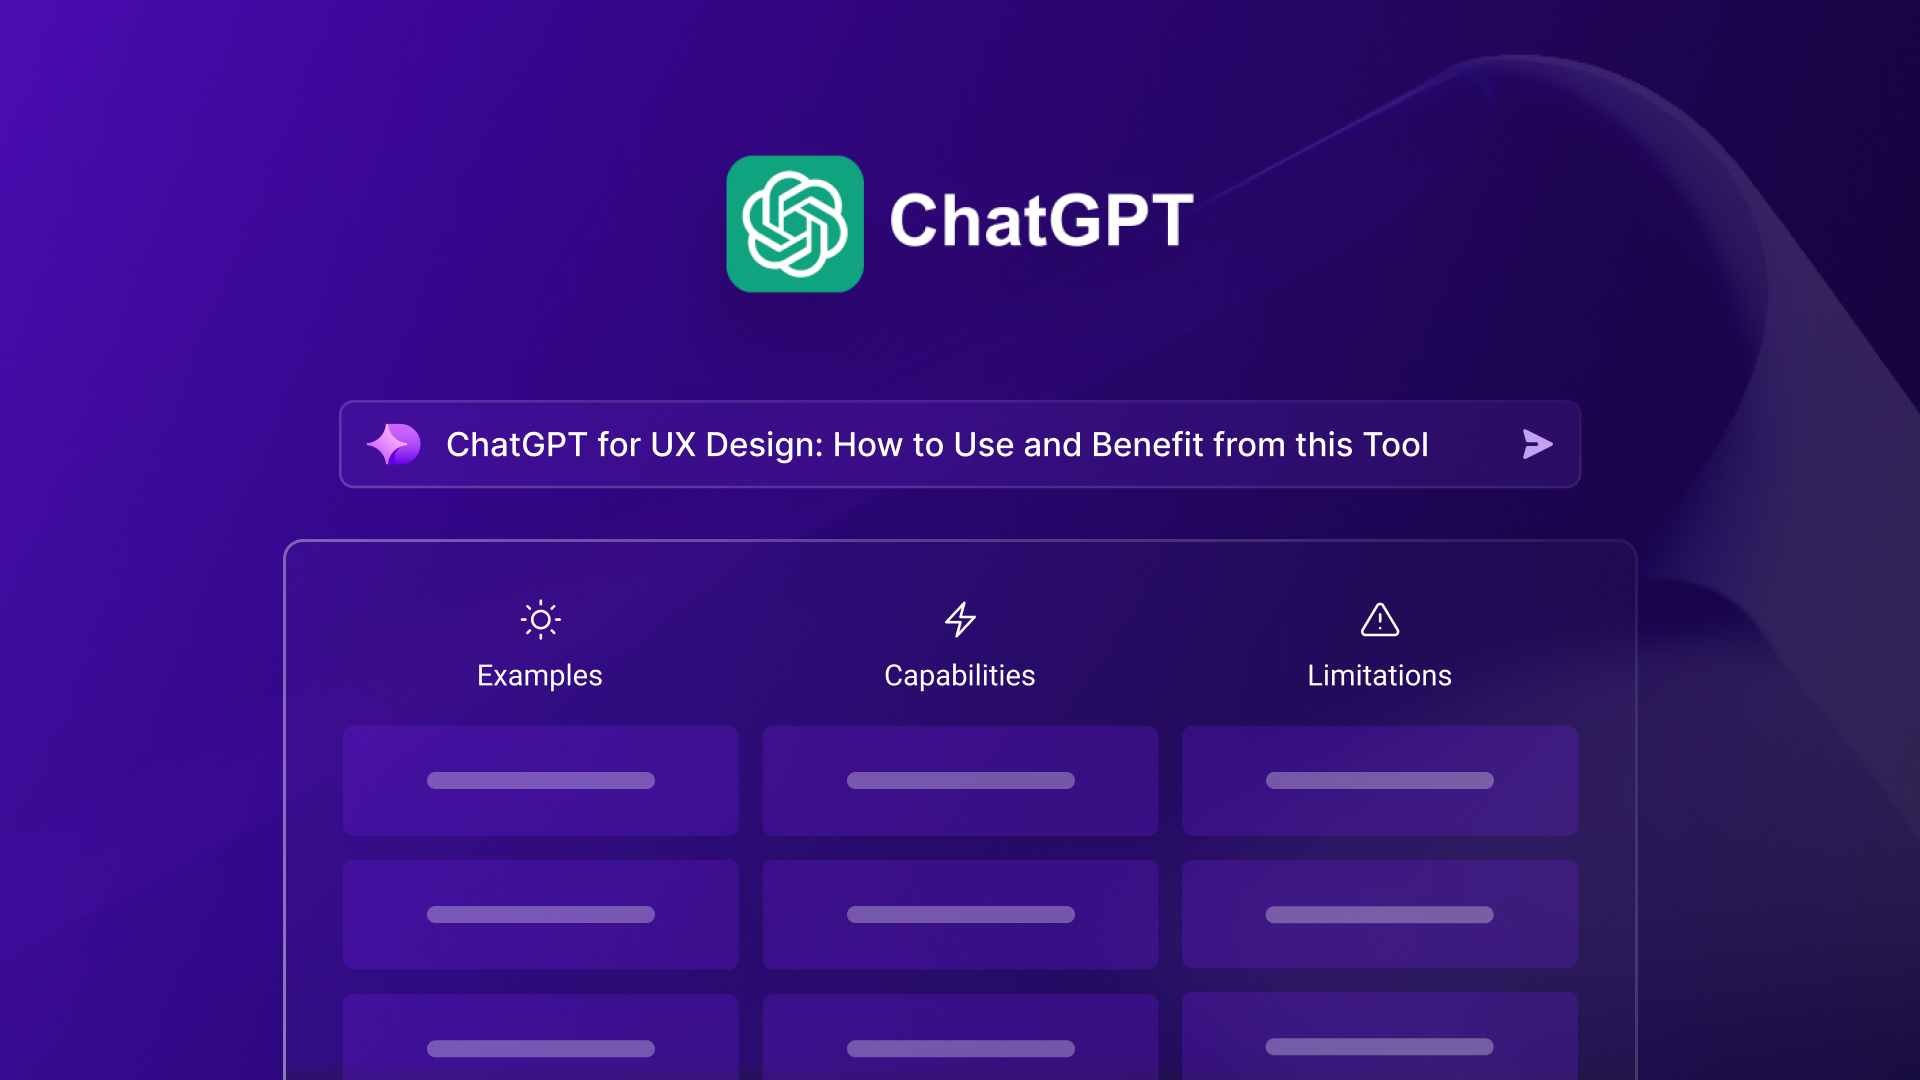 ChatGPT
ChatGPT for UX Design: How to Use and Benefit from this Tool
Examples
Capabilities
Limitations